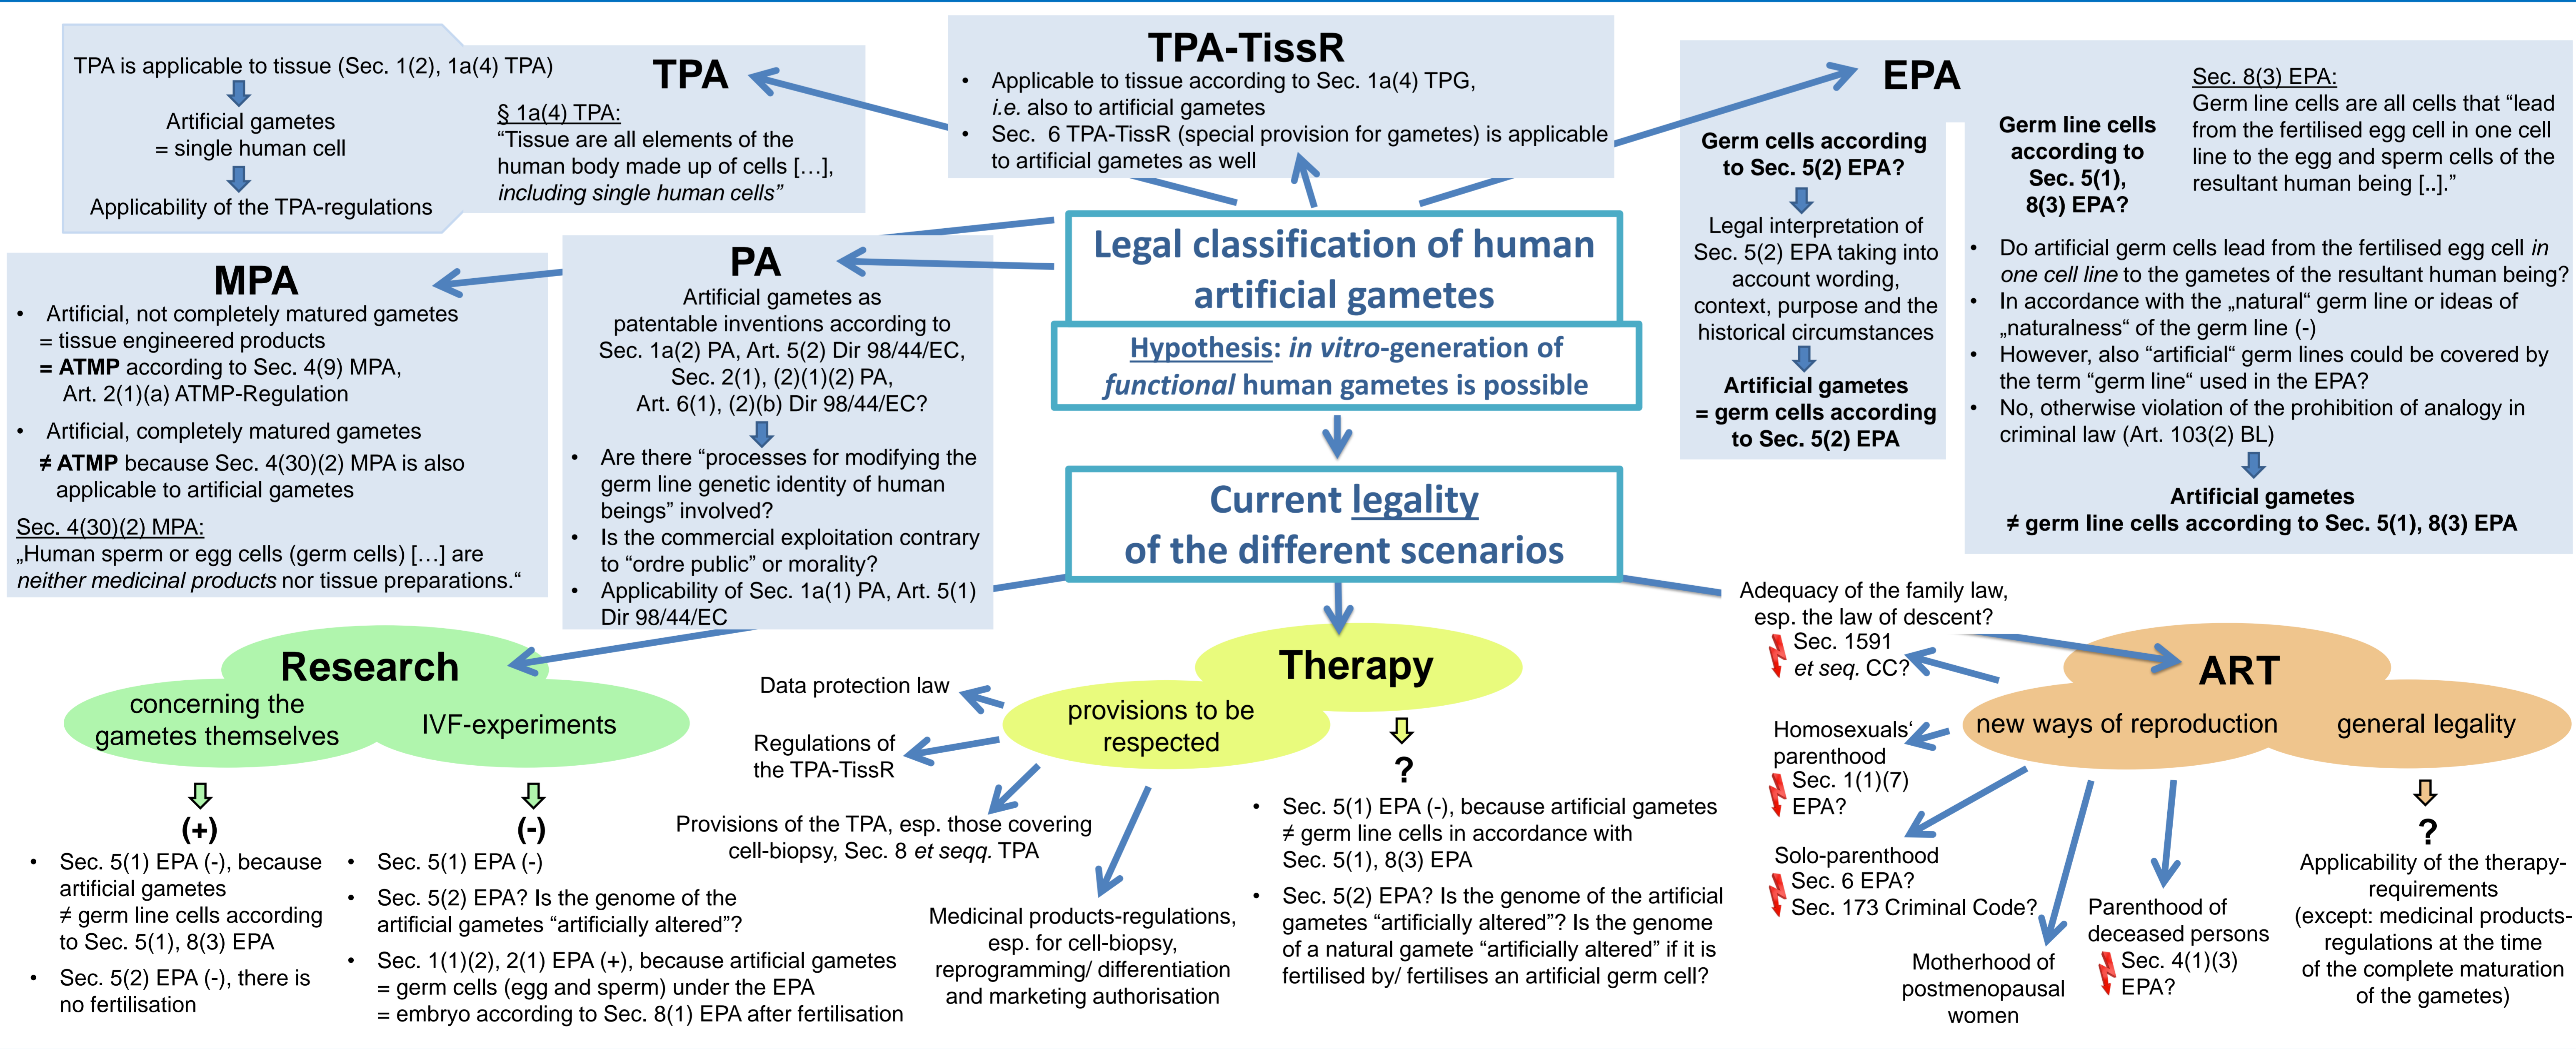 TPA is applicable to tissue (Sec. 1(2), 1a(4) TPA)
Artificial gametes
= single human cell
Applicability of the TPA-regulations
TPA
§ 1a(4) TPA:
“Tissue are all elements of the
human body made up of cells […],
including single human cells”
TPA-TissR
• Applicable to tissue according to Sec. 1a(4) TPG,
i.e. also to artificial gametes
• Sec. 6 TPA-TissR (special provision for gametes) is applicable
to artificial gametes as well
EPA
Germ cells according
to Sec. 5(2) EPA?
Legal interpretation of
Sec. 5(2) EPA taking into
account wording,
context, purpose and the
historical circumstances
Artificial gametes
= germ cells according
to Sec. 5(2) EPA
Germ line cells
according to
Sec. 5(1),
8(3) EPA?
Sec. 8(3) EPA:
Germ line cells are all cells that “lead
from the fertilised egg cell in one cell
line to the egg and sperm cells of the
resultant human being [..].”
• Do artificial germ cells lead from the fertilised egg cell in
one cell line to the gametes of the resultant human being?
• In accordance with the „natural“ germ line or ideas of
„naturalness“ of the germ line (-)
• However, also “artificial“ germ lines could be covered by
the term “germ line“ used in the EPA?
• No, otherwise violation of the prohibition of analogy in
criminal law (Art. 103(2) BL)
Artificial gametes
≠ germ line cells according to Sec. 5(1), 8(3) EPA
MPA
• Artificial, not completely matured gametes
= tissue engineered products
= ATMP according to Sec. 4(9) MPA,
Art. 2(1)(a) ATMP-Regulation
• Artificial, completely matured gametes
≠ ATMP because Sec. 4(30)(2) MPA is also
applicable to artificial gametes
Sec. 4(30)(2) MPA:
„Human sperm or egg cells (germ cells) […] are
neither medicinal products nor tissue preparations.“
PA
Artificial gametes as
patentable inventions according to
Sec. 1a(2) PA, Art. 5(2) Dir 98/44/EC,
Sec. 2(1), (2)(1)(2) PA,
Art. 6(1), (2)(b) Dir 98/44/EC?
• Are there “processes for modifying the
germ line genetic identity of human
beings” involved?
• Is the commercial exploitation contrary
to “ordre public” or morality?
• Applicability of Sec. 1a(1) PA, Art. 5(1)
Dir 98/44/EC
Legal classification of human
artificial gametes
Hypothesis: in vitro-generation of
functional human gametes is possible
Current legality
of the different scenarios
Research
concerning the
gametes themselves
IVF-experiments
(+)
• Sec. 5(1) EPA (-), because
artificial gametes
≠ germ line cells according
to Sec. 5(1), 8(3) EPA
• Sec. 5(2) EPA (-), there is
no fertilisation
(-)
• Sec. 5(1) EPA (-)
• Sec. 5(2) EPA? Is the genome of the
artificial gametes “artificially altered”?
• Sec. 1(1)(2), 2(1) EPA (+), because artificial gametes
= germ cells (egg and sperm) under the EPA
= embryo according to Sec. 8(1) EPA after fertilisation
Therapy
provisions to be
respected
Data protection law
Regulations of
the TPA-TissR
Provisions of the TPA, esp. those covering
cell-biopsy, Sec. 8 et seqq. TPA
Medicinal products-regulations,
esp. for cell-biopsy,
reprogramming/ differentiation
and marketing authorisation
?
• Sec. 5(1) EPA (-), because artificial gametes
≠ germ line cells in accordance with
Sec. 5(1), 8(3) EPA
• Sec. 5(2) EPA? Is the genome of the artificial
gametes “artificially altered”? Is the genome
of a natural gamete “artificially altered” if it is
fertilised by/ fertilises an artificial germ cell?
ART
new ways of reproduction
general legality
Adequacy of the family law,
esp. the law of descent?
Sec. 1591
et seq. CC?
Homosexuals‘
parenthood
Sec. 1(1)(7)
EPA?
Solo-parenthood
Sec. 6 EPA?
Sec. 173 Criminal Code?
Motherhood of
postmenopausal
women
Parenthood of
deceased persons
Sec. 4(1)(3)
EPA?
?
Applicability of the therapy-
requirements
(except: medicinal products-
regulations at the time
of the complete maturation
of the gametes)